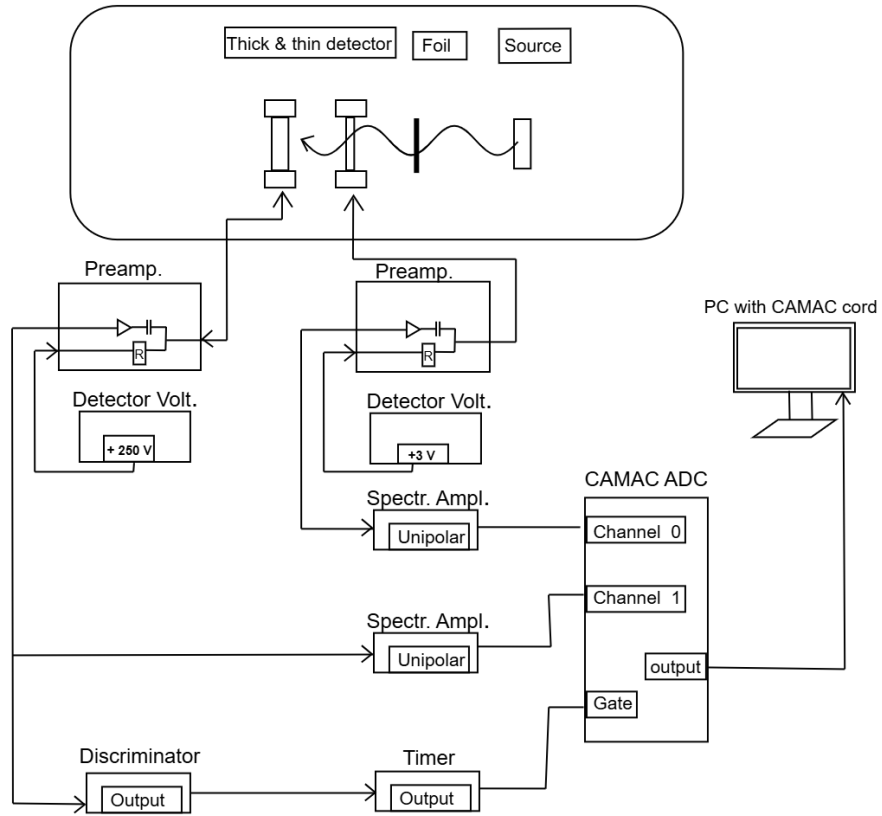 Thick & thin detector
Foil
Source
Preamp.
Preamp.
R
R
PC with CAMAC cord
Detector Volt.
+ 250 V
Detector Volt.
+3 V
CAMAC ADC
Spectr. Ampl.
Unipolar
Channel 0
Channel 1
Spectr. Ampl.
Unipolar
output
Gate
Discriminator
Output
Timer
Output